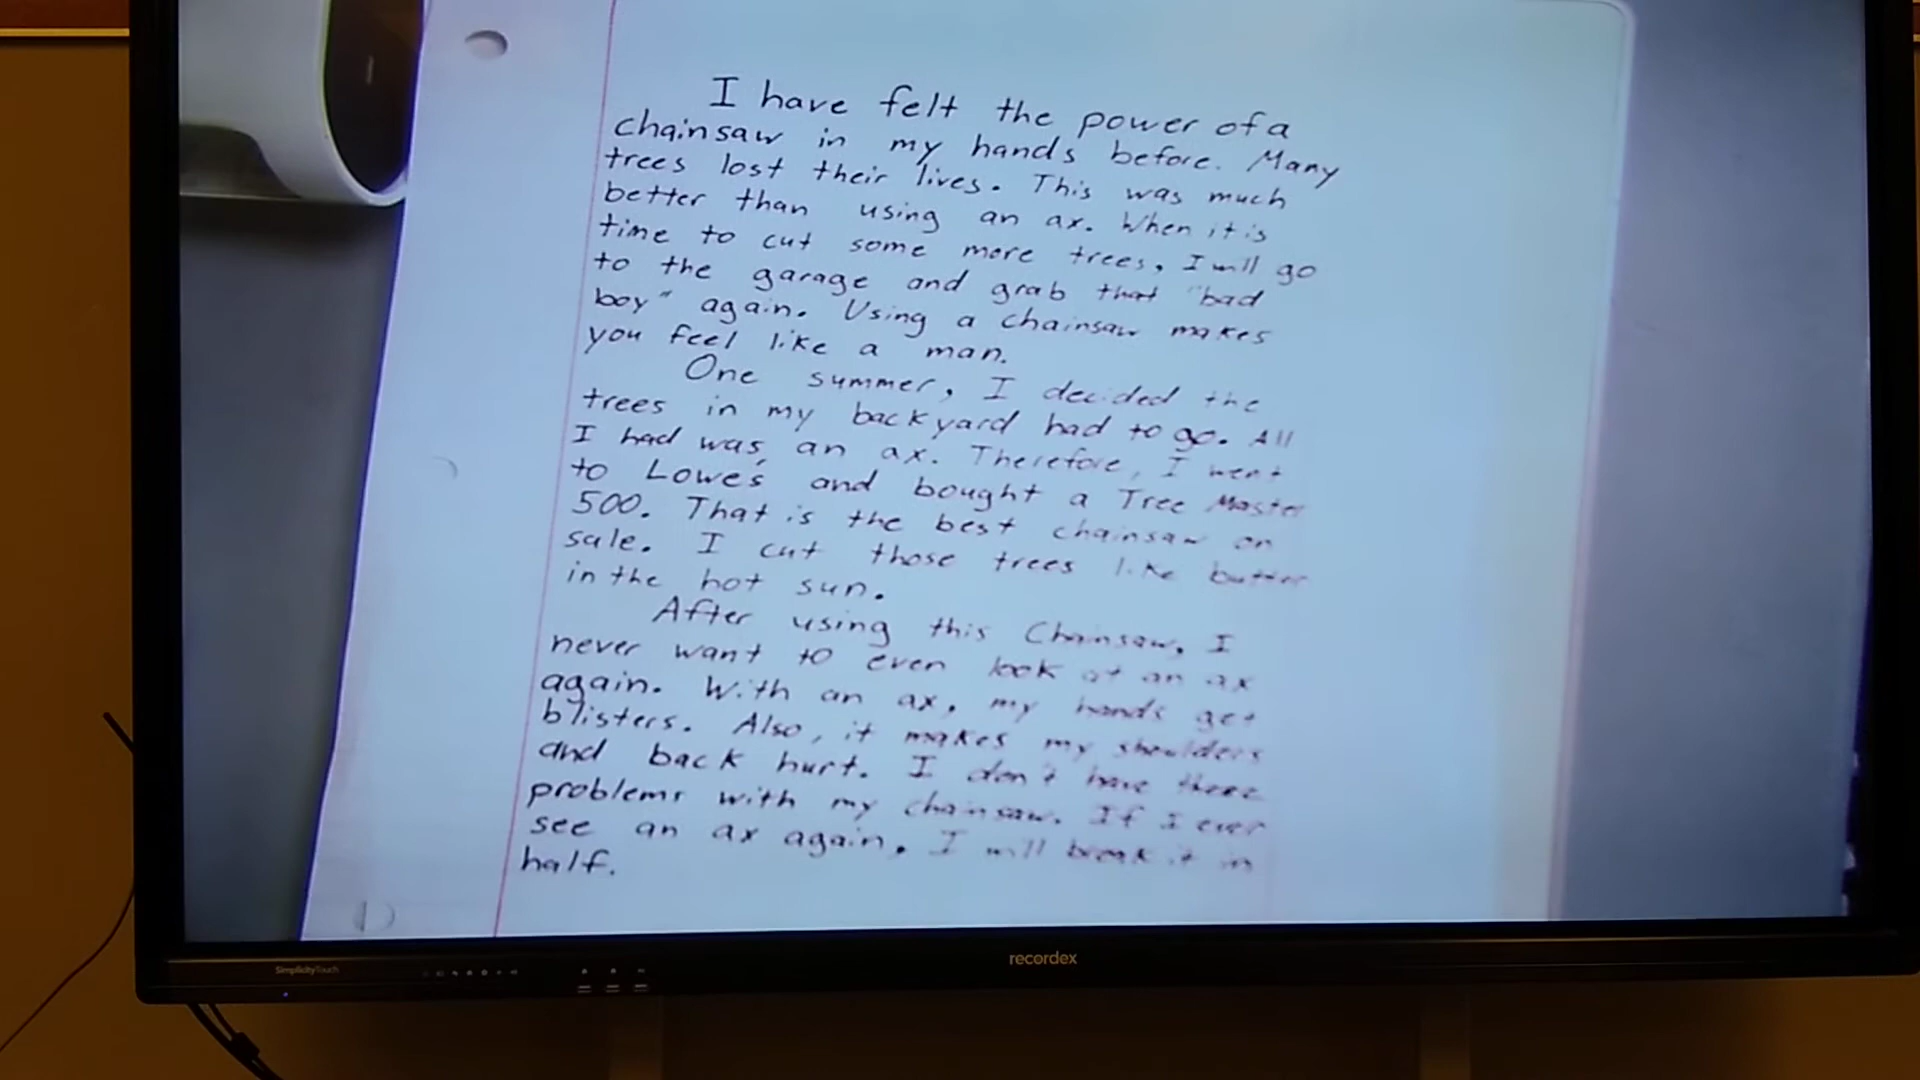 I have felt the power of a
chainsaw in my hands before. Many
trees lost their lives. This was much
better than using an ax. When it is
time to cut some more trees, I will go
to the garage and grab that "bad
boy" again. Using a chainsaw makes
you feel like a man.
One summer, I decided the
trees in my backyard had to go. All
I had was an ax. Therefore, I went
to Lowe's and bought a Tree Master
500. That is the best chainsaw on
sale. I cut those trees like butter
in the hot sun.
After using this Chainsaw, I
never want to even look at an ax
again. With an ax, my hands get
blisters. Also, it makes my shoulders
and back hurt. I don't have these
problems with my chainsaw. If I ever
see an ax again, I will break it in
half.
SimplicityTouch
recordex